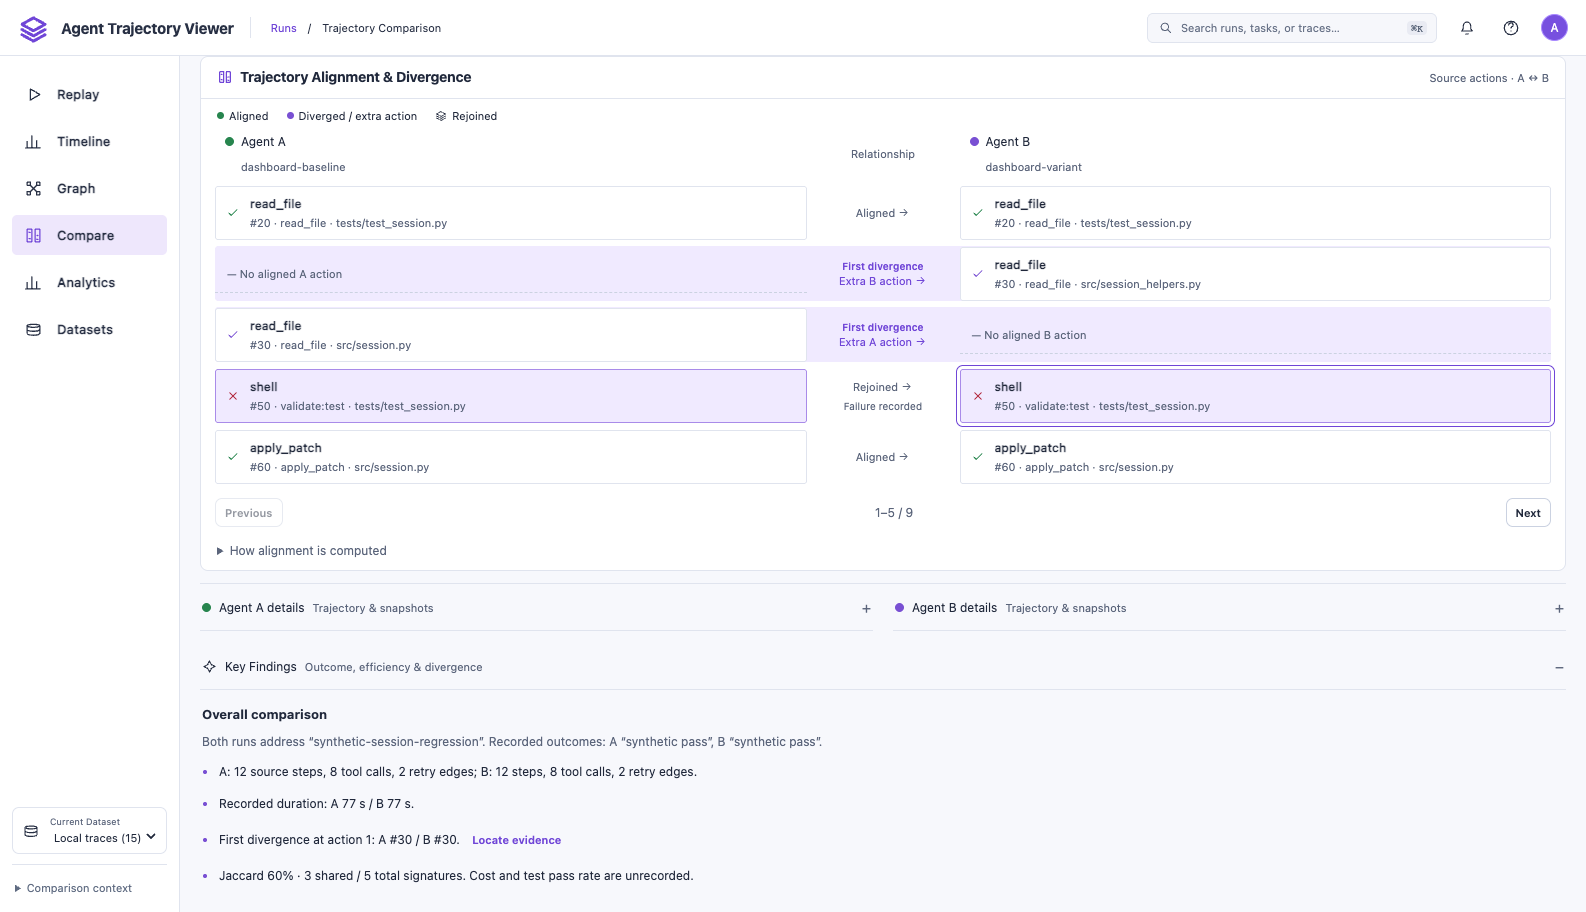 Agent Trajectory Viewer
Runs / Trajectory Comparison
Search runs, tasks, or traces...
⌘K
A
Replay
Timeline
Graph
Compare
Analytics
Datasets
Current Dataset
Local traces (15)
Comparison context
Trajectory Alignment & Divergence
Source actions · A ↔ B
Aligned
Diverged / extra action
Rejoined
Agent A
dashboard-baseline
Relationship
Agent B
dashboard-variant
read_file
#20 · read_file · tests/test_session.py
Aligned →
read_file
#20 · read_file · tests/test_session.py
— No aligned A action
First divergence
Extra B action →
read_file
#30 · read_file · src/session_helpers.py
read_file
#30 · read_file · src/session.py
First divergence
Extra A action →
— No aligned B action
shell
#50 · validate:test · tests/test_session.py
Rejoined →
Failure recorded
shell
#50 · validate:test · tests/test_session.py
apply_patch
#60 · apply_patch · src/session.py
Aligned →
apply_patch
#60 · apply_patch · src/session.py
Previous
1–5 / 9
Next
How alignment is computed
Agent A details Trajectory & snapshots
Agent B details Trajectory & snapshots
Key Findings Outcome, efficiency & divergence
Overall comparison
Both runs address “synthetic-session-regression”. Recorded outcomes: A “synthetic pass”, B “synthetic pass”.
A: 12 source steps, 8 tool calls, 2 retry edges; B: 12 steps, 8 tool calls, 2 retry edges.
Recorded duration: A 77 s / B 77 s.
First divergence at action 1: A #30 / B #30. Locate evidence
Jaccard 60% · 3 shared / 5 total signatures. Cost and test pass rate are unrecorded.